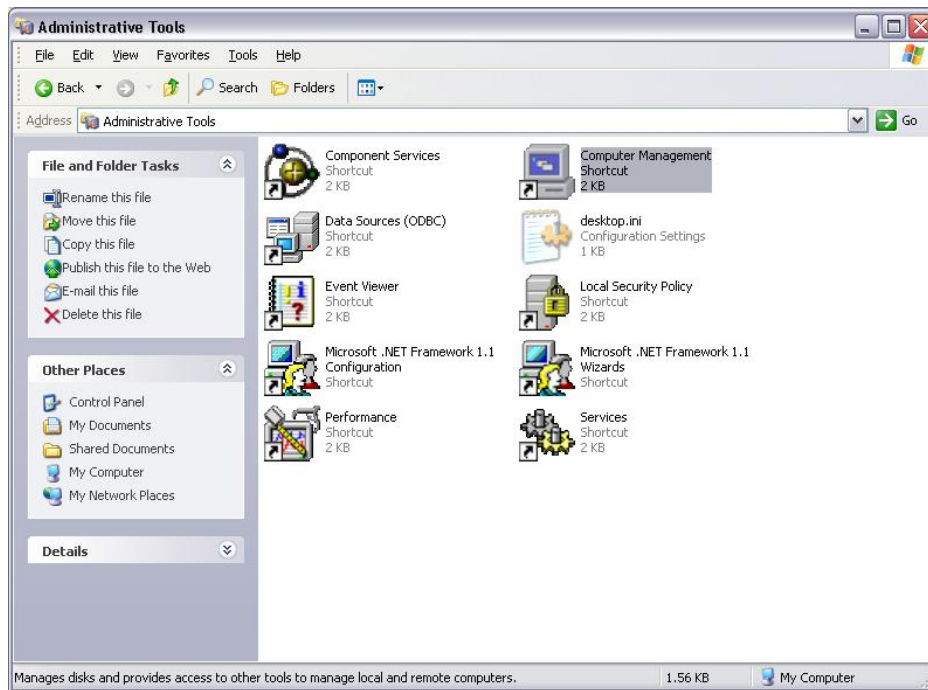 Administrative Tools
File Edit View Favorites Tools Help
Back Search Folders
Address Administrative Tools Go
File and Folder Tasks
Rename this file
Move this file
Copy this file
Publish this file to the Web
E-mail this file
Delete this file
Other Places
Control Panel
My Documents
Shared Documents
My Computer
My Network Places
Details
Component Services
Shortcut
2 KB
Computer Management
Shortcut
2 KB
Data Sources (ODBC)
Shortcut
2 KB
desktop.ini
Configuration Settings
1 KB
Event Viewer
Shortcut
2 KB
Local Security Policy
Shortcut
2 KB
Microsoft .NET Framework 1.1
Configuration
Shortcut
Microsoft .NET Framework 1.1
Wizards
Shortcut
Performance
Shortcut
2 KB
Services
Shortcut
2 KB
Manages disks and provides access to other tools to manage local and remote computers. 1.56 KB My Computer